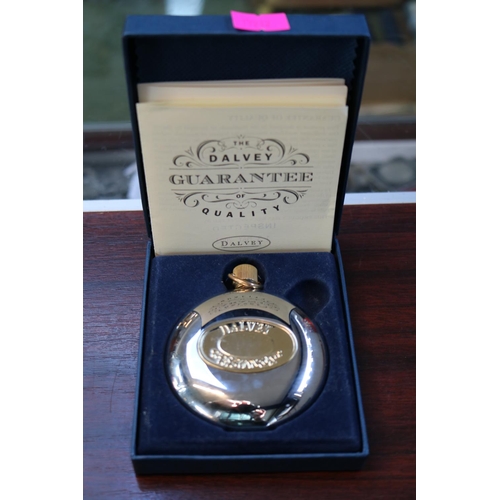 THE
DALVEY
GUARANTEE
OF
QUALITY
DALVEY
DALVEY